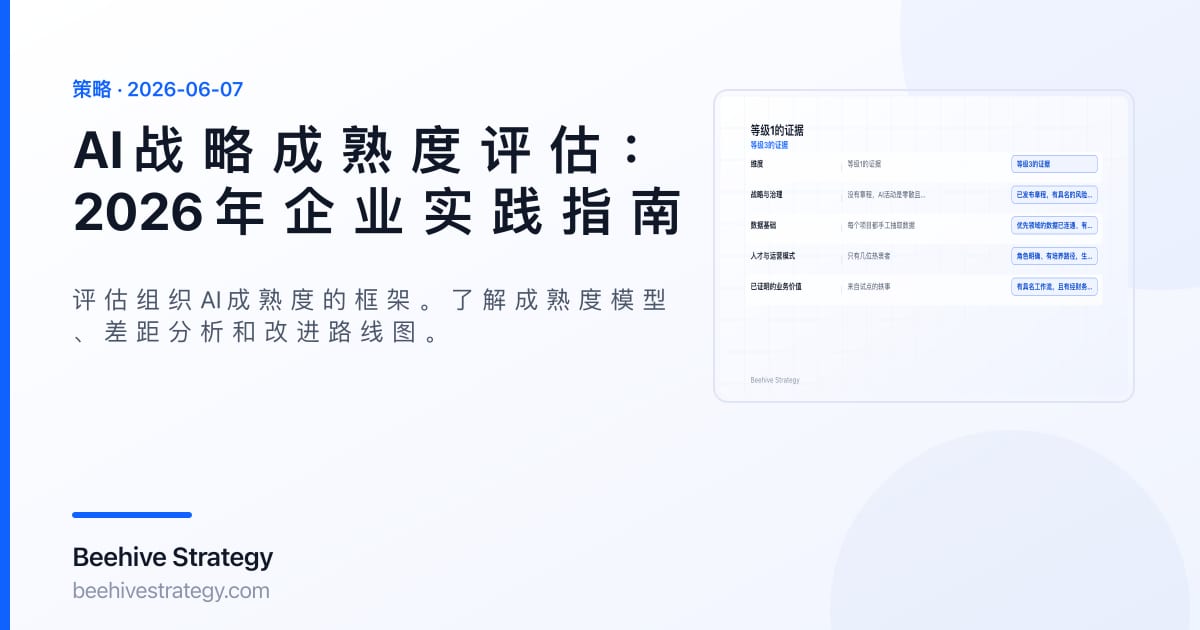 策略 · 2026-06-07
AI战略成熟度评估：
2026年企业实践指南
评估组织AI成熟度的框架。了解成熟度模型
、差距分析和改进路线图。
等级1的证据
等级3的证据
维度 等级1的证据 等级3的证据
战略与治理 没有章程，AI活动是零散且... 已发布章程，有具名的风险...
数据基础 每个项目都手工抽取数据 优先领域的数据已连通、有...
人才与运营模式 只有几位热衷者 角色明确、有培养路径，生...
已证明的业务价值 来自试点的轶事 有具名工作流，且有经财务...
Beehive Strategy
Beehive Strategy
beehivestrategy.com